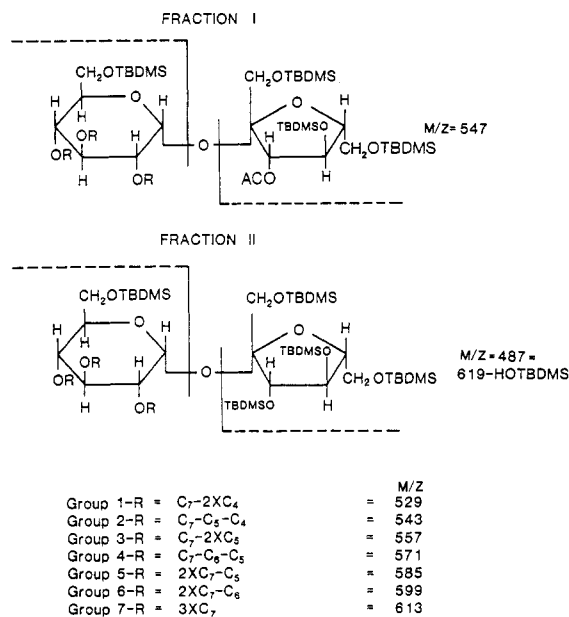 FRACTION I
CH₂OTBDMS
CH₂OTBDMS
O H H O H
H TBDMSO
OR H O H CH₂OTBDMS
OR
H OR ACO H
M/Z=547
FRACTION II
CH₂OTBDMS
CH₂OTBDMS
H O H O H
H TBDMSO
OR H O H CH₂OTBDMS
OR
H OR TBDMSO H
M/Z=487=
619-HOTBDMS
M/Z
Group 1-R = C₇-2XC₄ = 529
Group 2-R = C₇-C₅-C₄ = 543
Group 3-R = C₇-2XC₅ = 557
Group 4-R = C₇-C₆-C₅ = 571
Group 5-R = 2XC₇-C₅ = 585
Group 6-R = 2XC₇-C₆ = 599
Group 7-R = 3XC₇ = 613